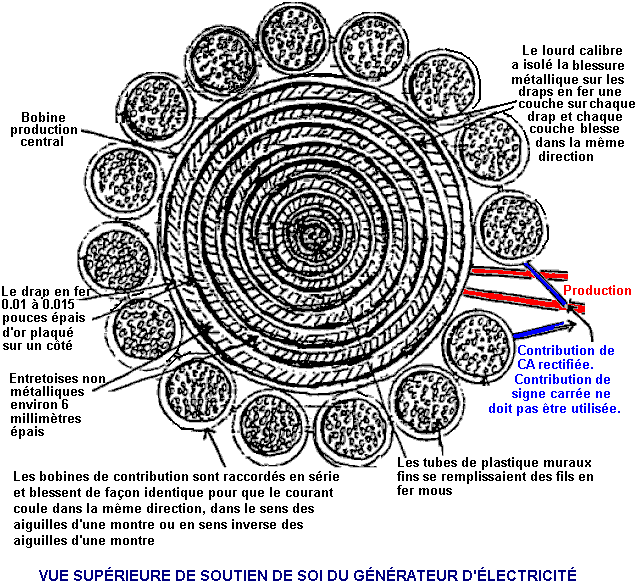 Le lourd calibre
a isolé la blessure
métallique sur les
draps en fer une
couche sur chaque
drap et chaque
couche blesse
dans la même
direction
Bobine
production
central
Le drap en fer
0.01 à 0.015
pouces épais
d'or plaqué
sur un côté
Production
Contribution de
CA rectifiée.
Contribution de
signe carrée ne
doit pas être utilisée.
Entretoises non
métalliques
environ 6
millimètres
épais
Les tubes de plastique muraux
fins se remplissaient des fils en
fer mous
Les bobines de contribution sont raccordés en série
et blessent de façon identique pour que le courant
coule dans la même direction, dans le sens des
aiguilles d'une montre ou en sens inverse des
aiguilles d'une montre
VUE SUPÉRIEURE DE SOUTIEN DE SOI DU GÉNÉRATEUR D'ÉLECTRICITÉ